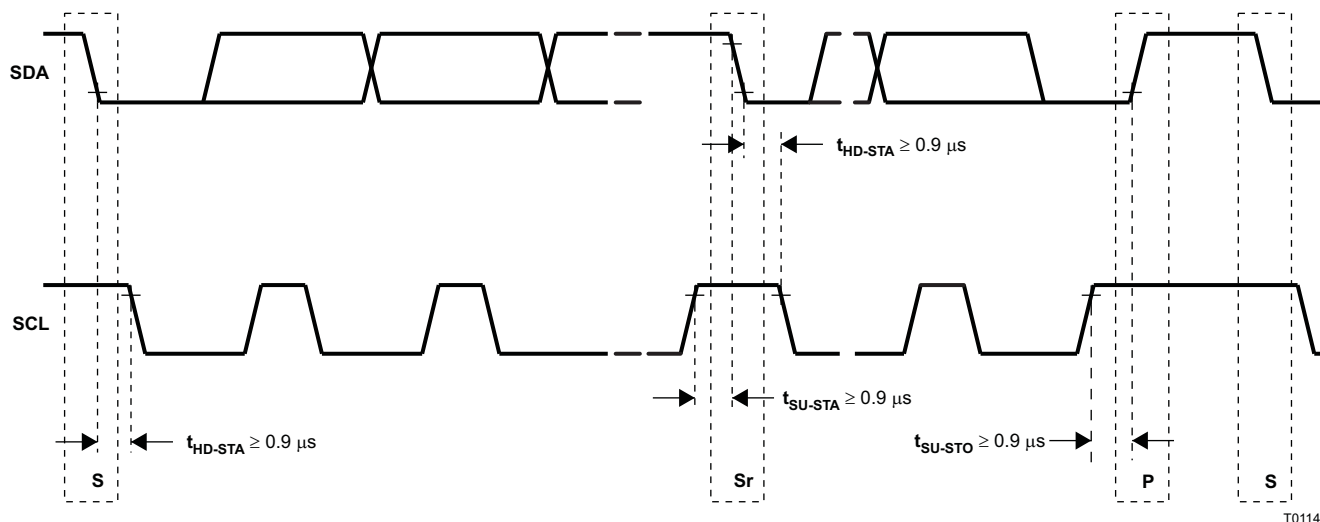 SDA
t_HD-STA ≥ 0.9 μs
SCL
t_SU-STA ≥ 0.9 μs
t_HD-STA ≥ 0.9 μs
t_SU-STO ≥ 0.9 μs
S
Sr
P
S
T0114